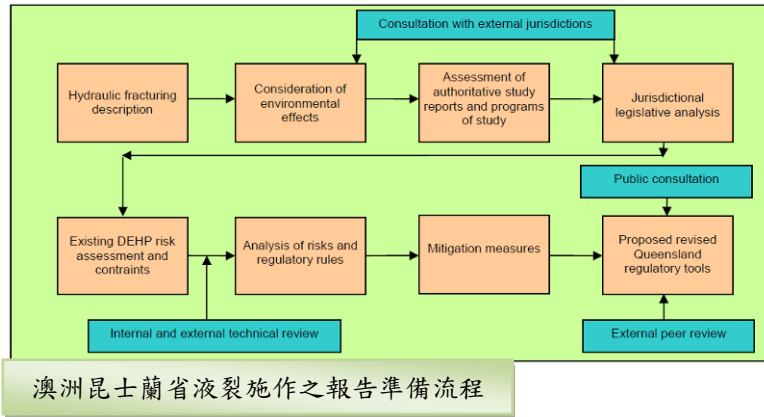 Consultation with external jurisdictions
Hydraulic fracturing
description
Consideration of
environmental
effects
Assessment of
authoritative study
reports and programs
of study
Jurisdictional
legislative analysis
Public consultation
Existing DEHP risk
assessment and
contraints
Analysis of risks and
regulatory rules
Mitigation measures
Proposed revised
Queensland
regulatory tools
Internal and external technical review
External peer review
澳洲昆士蘭省液裂施作之報告準備流程